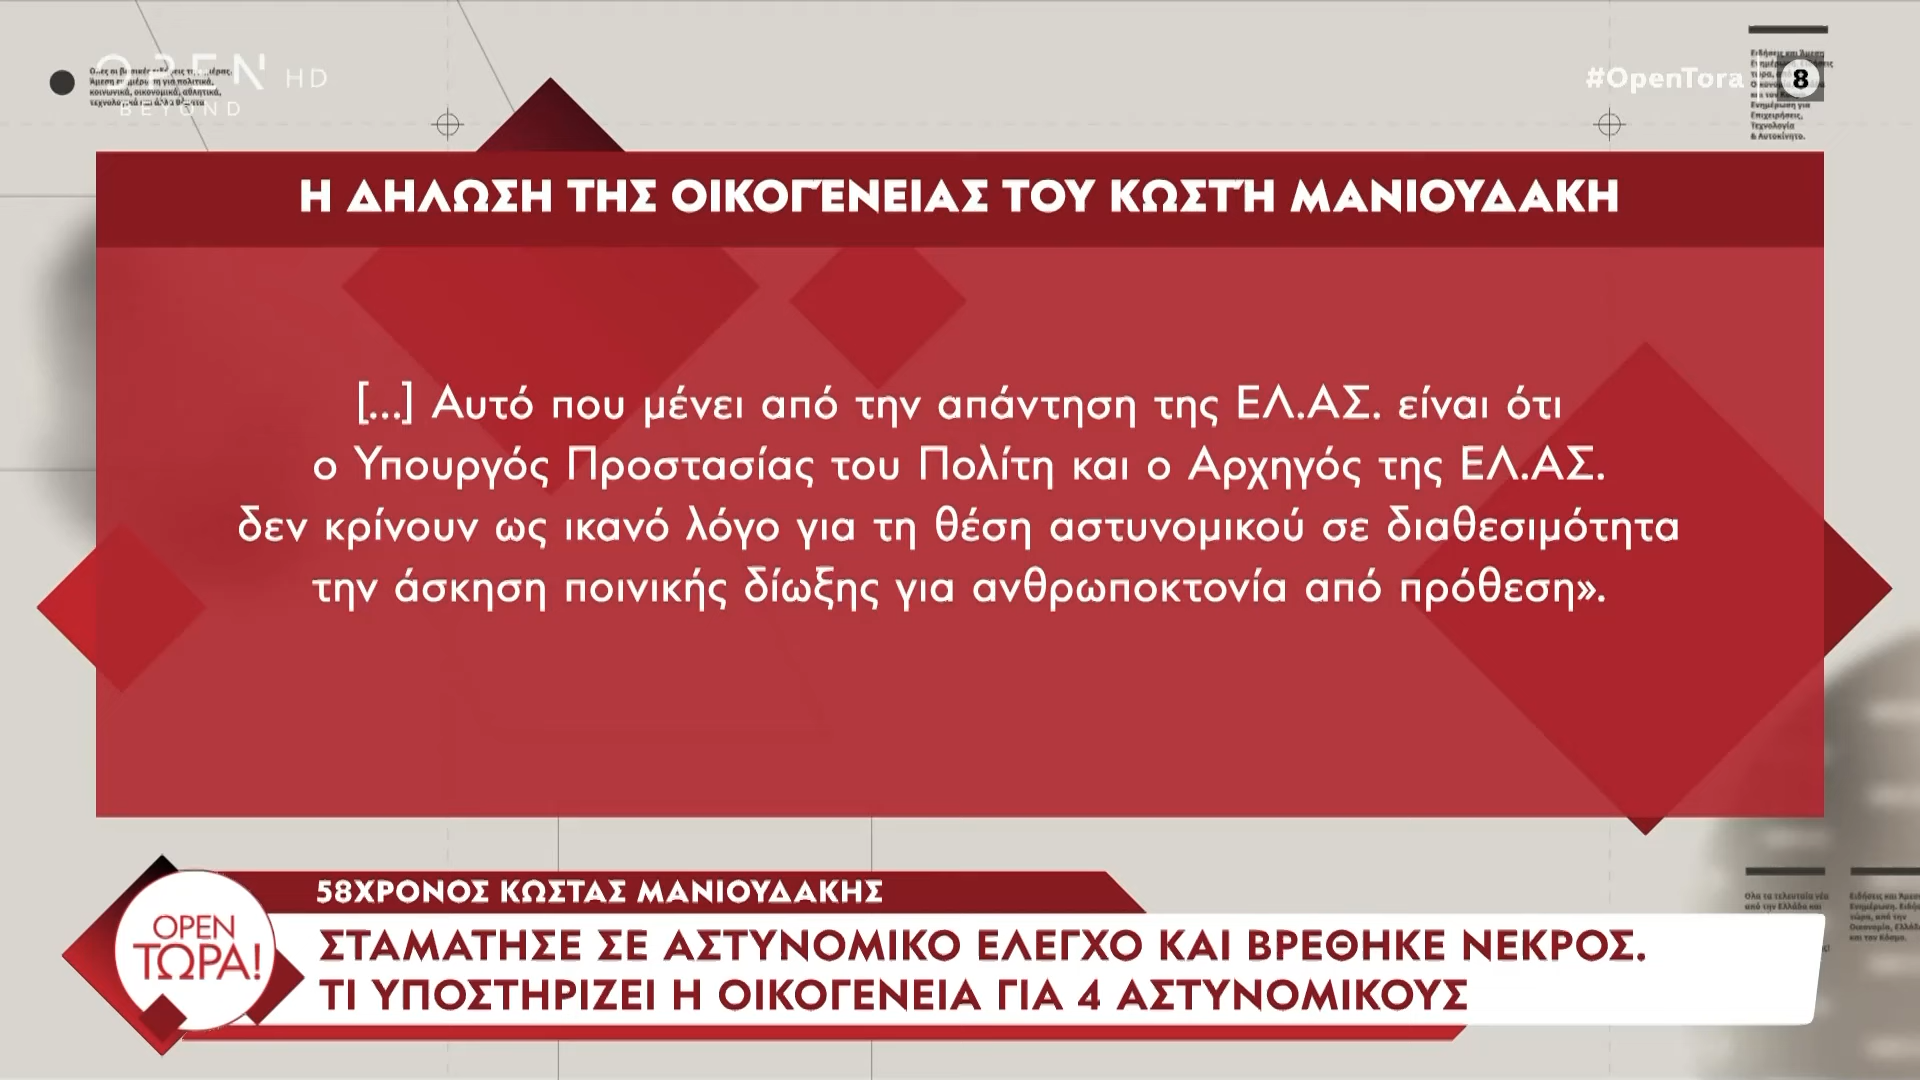 OPEN HD
BEYOND
#OpenTora
8
Η ΔΗΛΩΣΗ ΤΗΣ ΟΙΚΟΓΈΝΕΙΑΣ ΤΟΥ ΚΩΣΤΉ ΜΑΝΙΟΥΔΑΚΗ
[...] Αυτό που μένει από την απάντηση της ΕΛ.ΑΣ. είναι ότι
ο Υπουργός Προστασίας του Πολίτη και ο Αρχηγός της ΕΛ.ΑΣ.
δεν κρίνουν ως ικανό λόγο για τη θέση αστυνομικού σε διαθεσιμότητα
την άσκηση ποινικής δίωξης για ανθρωποκτονία από πρόθεση».
58ΧΡΟΝΟΣ ΚΩΣΤΑΣ ΜΑΝΙΟΥΔΑΚΗΣ
OPEN
ΤΩΡΑ!
ΣΤΑΜΑΤΗΣΕ ΣΕ ΑΣΤΥΝΟΜΙΚΟ ΕΛΕΓΧΟ ΚΑΙ ΒΡΕΘΗΚΕ ΝΕΚΡΟΣ.
ΤΙ ΥΠΟΣΤΗΡΙΖΕΙ Η ΟΙΚΟΓΕΝΕΙΑ ΓΙΑ 4 ΑΣΤΥΝΟΜΙΚΟΥΣ